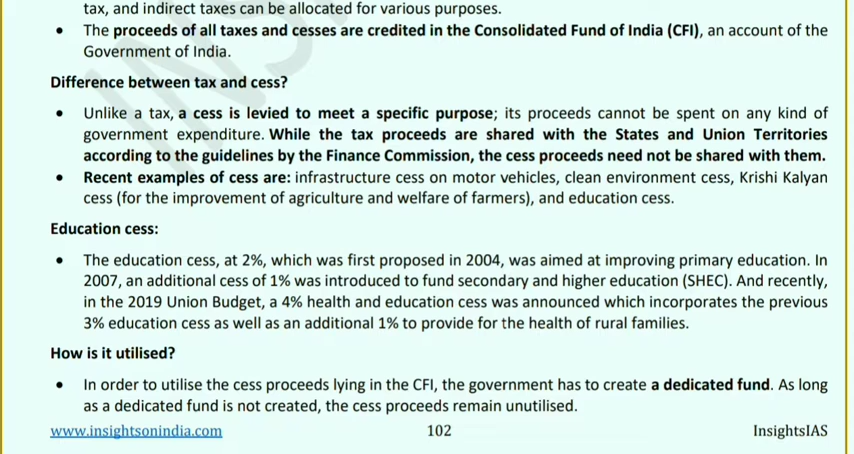 tax, and indirect taxes can be allocated for various purposes.
• The proceeds of all taxes and cesses are credited in the Consolidated Fund of India (CFI), an account of the
Government of India.
Difference between tax and cess?
• Unlike a tax, a cess is levied to meet a specific purpose; its proceeds cannot be spent on any kind of
government expenditure. While the tax proceeds are shared with the States and Union Territories
according to the guidelines by the Finance Commission, the cess proceeds need not be shared with them.
• Recent examples of cess are: infrastructure cess on motor vehicles, clean environment cess, Krishi Kalyan
cess (for the improvement of agriculture and welfare of farmers), and education cess.
Education cess:
• The education cess, at 2%, which was first proposed in 2004, was aimed at improving primary education. In
2007, an additional cess of 1% was introduced to fund secondary and higher education (SHEC). And recently,
in the 2019 Union Budget, a 4% health and education cess was announced which incorporates the previous
3% education cess as well as an additional 1% to provide for the health of rural families.
How is it utilised?
• In order to utilise the cess proceeds lying in the CFI, the government has to create a dedicated fund. As long
as a dedicated fund is not created, the cess proceeds remain unutilised.
www.insightsonindia.com 102 InsightsIAS